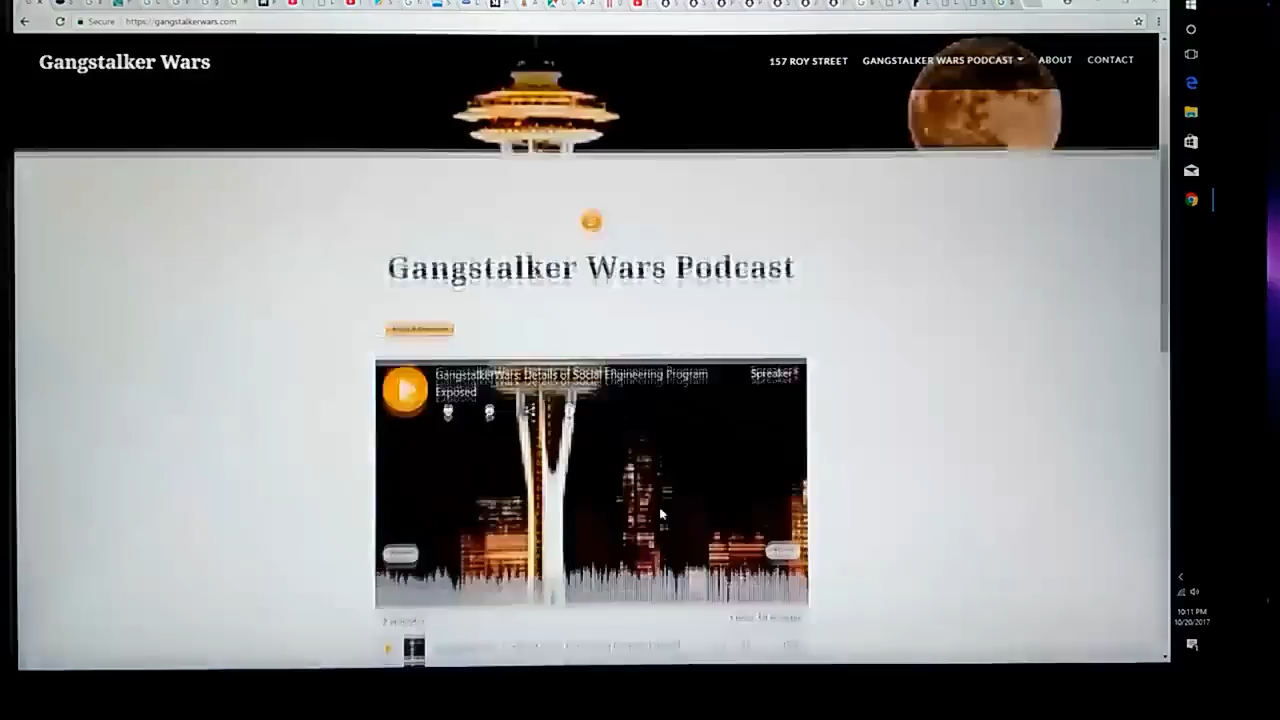 Secure https://gangstalkerwars.com
Gangstalker Wars
157 ROY STREET GANGSTALKER WARS PODCAST ABOUT CONTACT
Gangstalker Wars Podcast
GangstalkerWars: Details of Social Engineering Program
Exposed
Spreaker
10:11 PM
10/20/2017